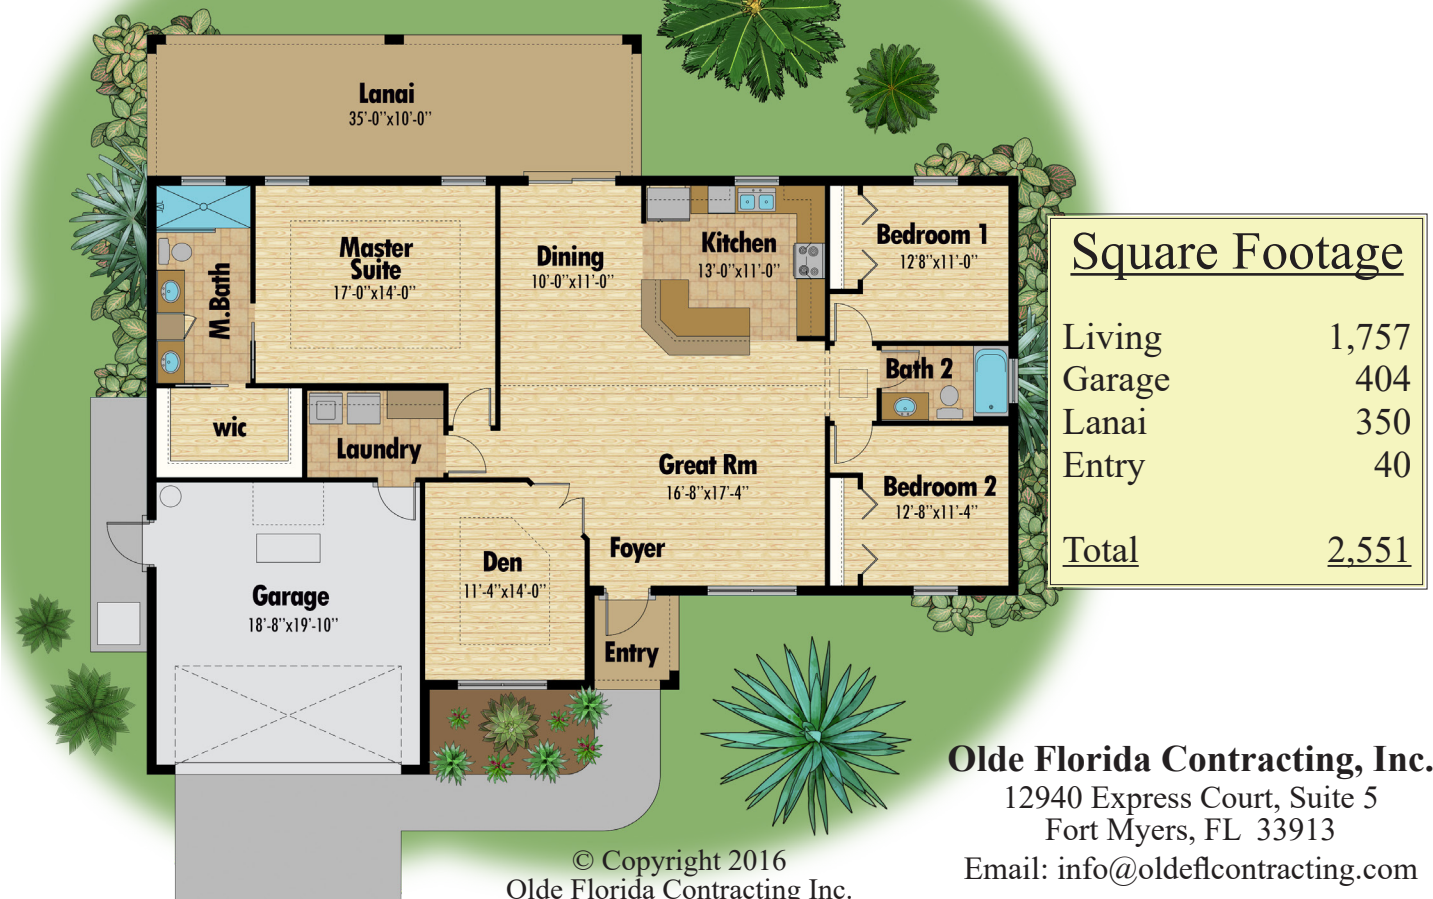 Lanai
35'-0"x10'-0"
Master
Suite
17'-0"x14'-0"
M.Bath
Dining
10'-0"x11'-0"
Kitchen
13'-0"x11'-0"
Bedroom 1
12'8"x11'-0"
Bath 2
wic
Laundry
Great Rm
16'-8"x17'-4"
Bedroom 2
12'-8"x11'-4"
Foyer
Den
11'-4"x14'-0"
Garage
18'-8"x19'-10"
Entry
Square Footage
Living 1,757
Garage 404
Lanai 350
Entry 40
Total 2,551
Olde Florida Contracting, Inc.
12940 Express Court, Suite 5
Fort Myers, FL 33913
Email: info@oldeflcontracting.com
© Copyright 2016
Olde Florida Contracting Inc.